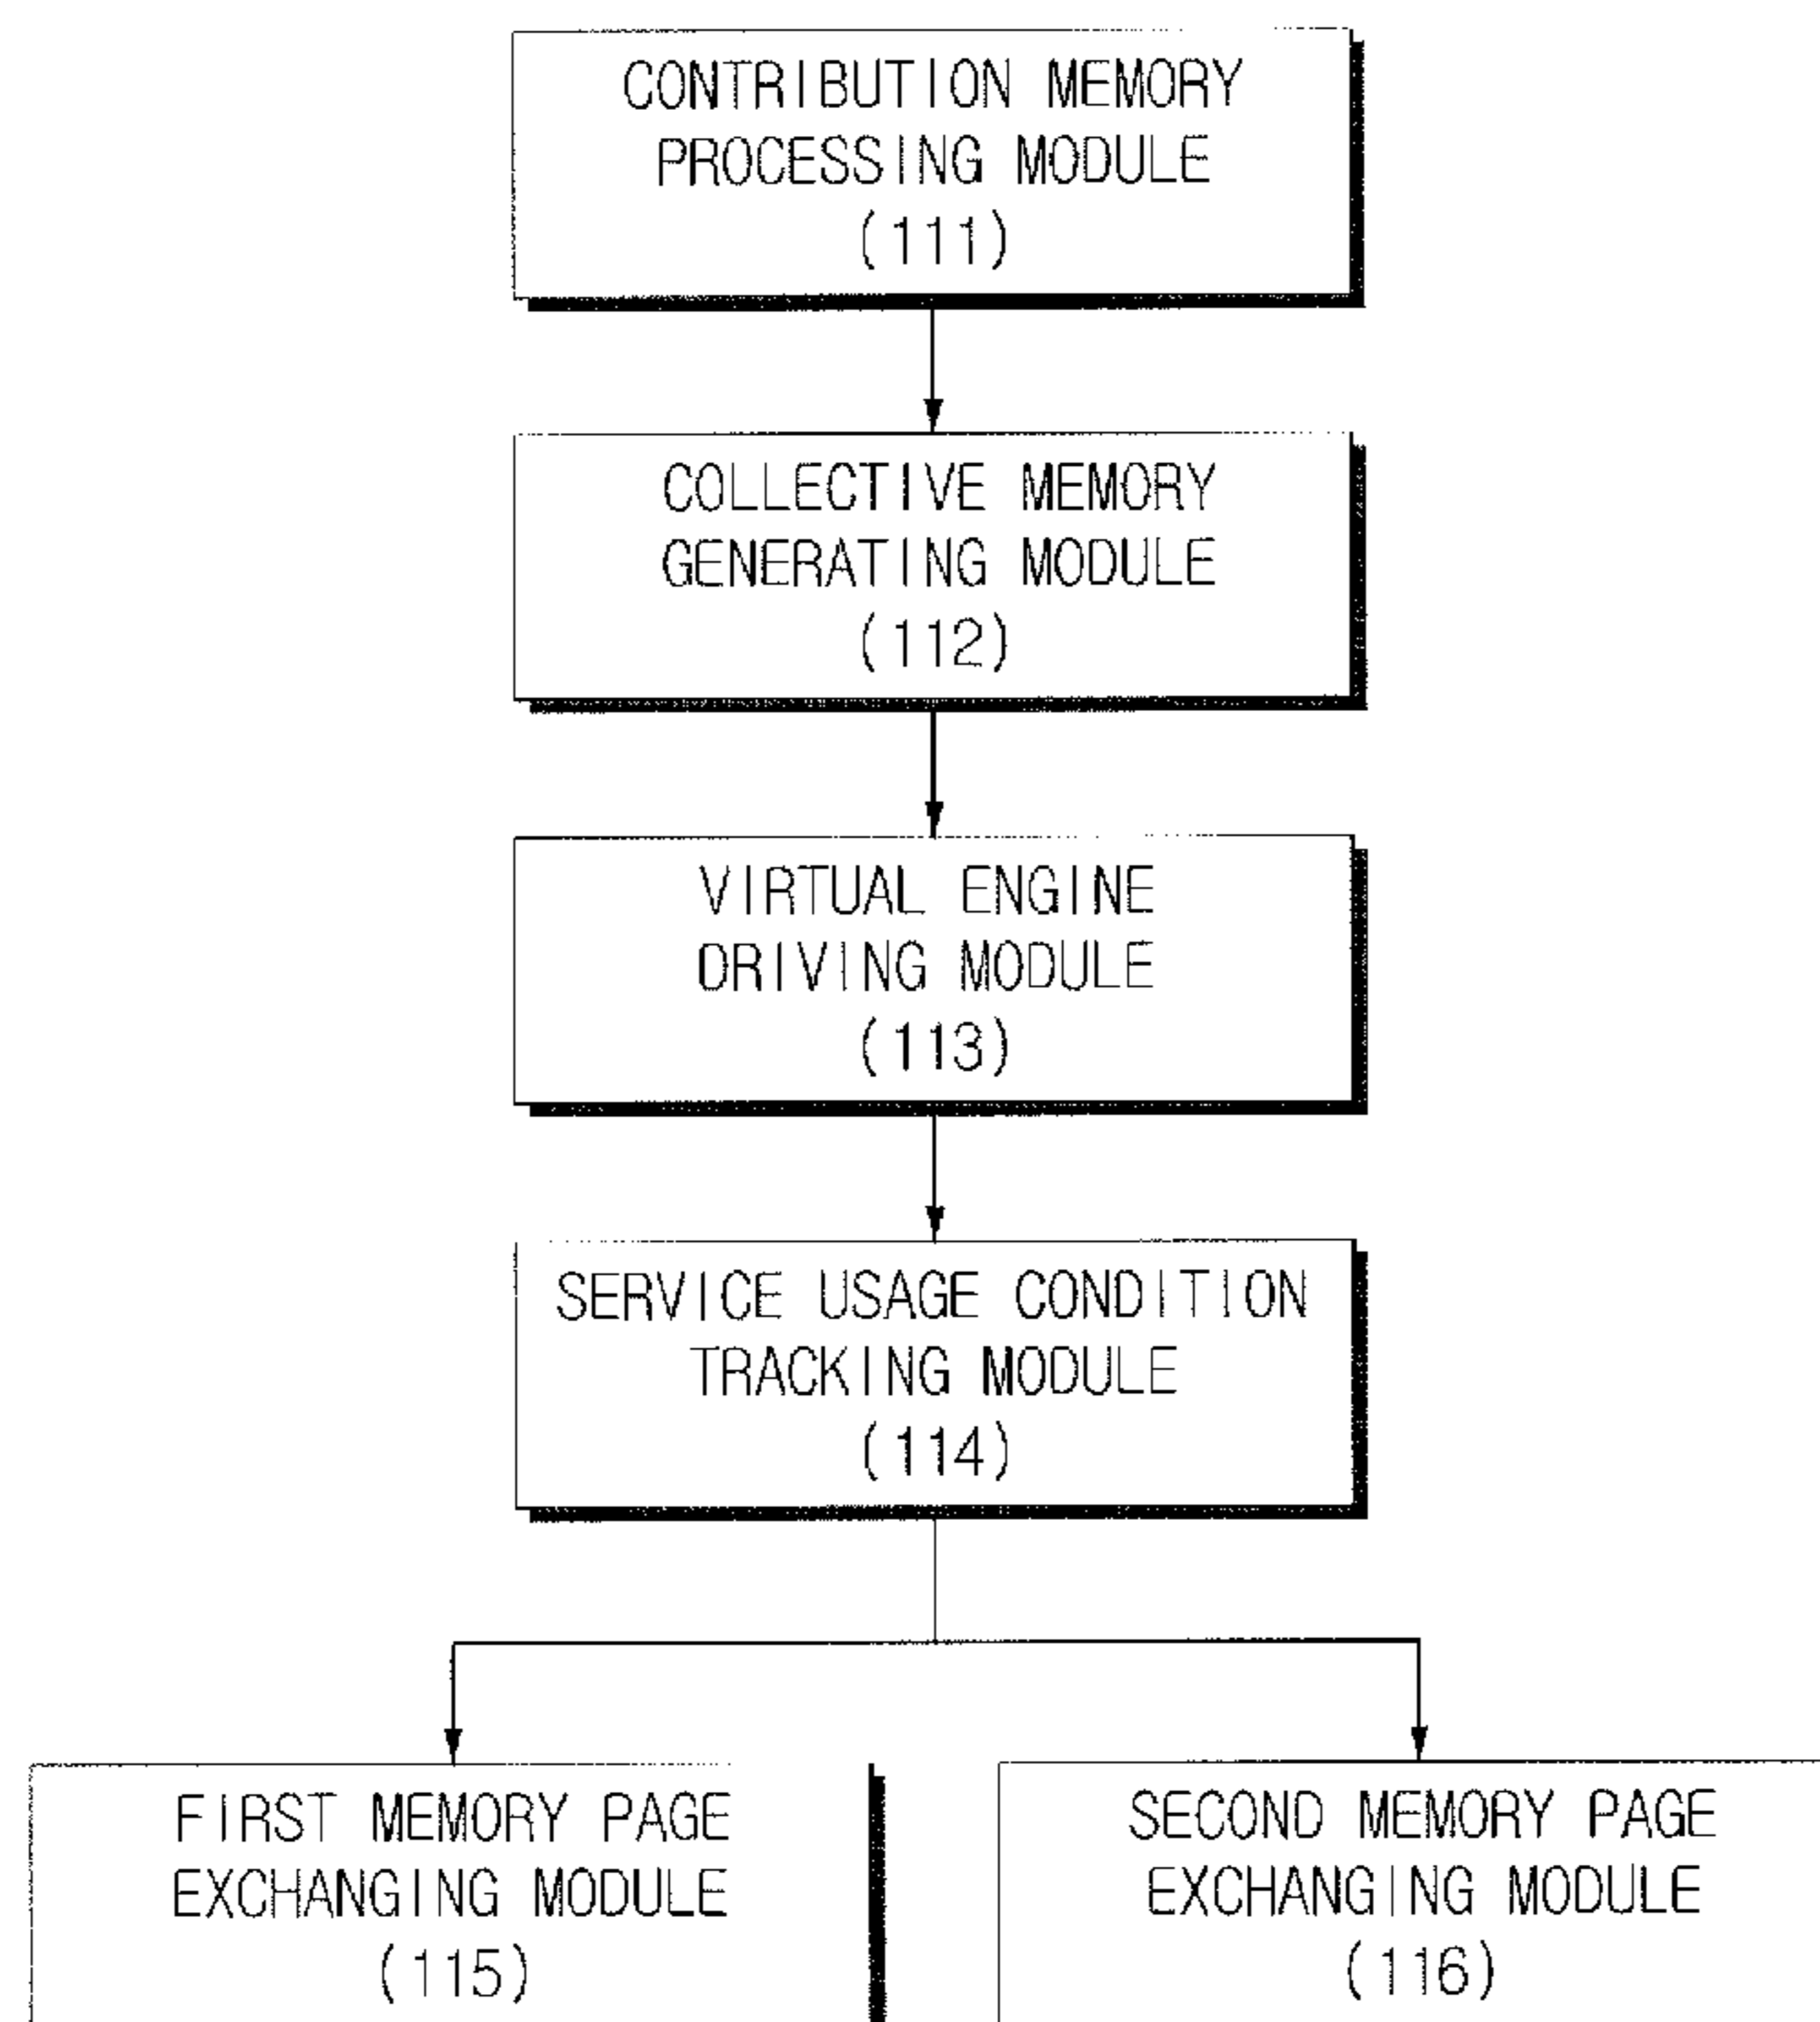 CONTRIBUTION MEMORY
PROCESSING MODULE
(111)
COLLECTIVE MEMORY
GENERATING MODULE
(112)
VIRTUAL ENGINE
DRIVING MODULE
(113)
SERVICE USAGE CONDITION
TRACKING MODULE
(114)
FIRST MEMORY PAGE
EXCHANGING MODULE
(115)
SECOND MEMORY PAGE
EXCHANGING MODULE
(116)